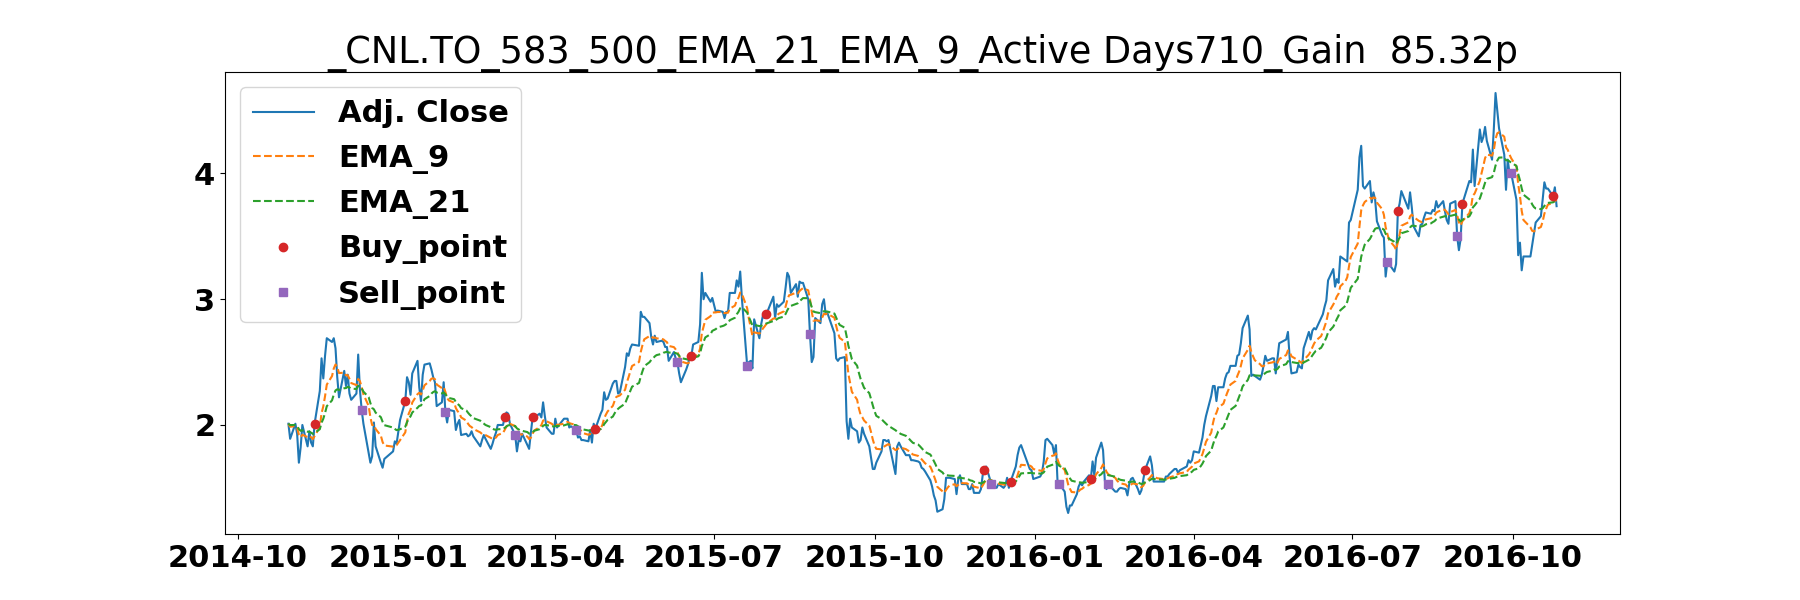 _CNL.TO_583_500_EMA_21_EMA_9_Active Days710_Gain  85.32p
Adj. Close
EMA_9
EMA_21
Buy_point
Sell_point
4
3
2
2014-10 2015-01 2015-04 2015-07 2015-10 2016-01 2016-04 2016-07 2016-10